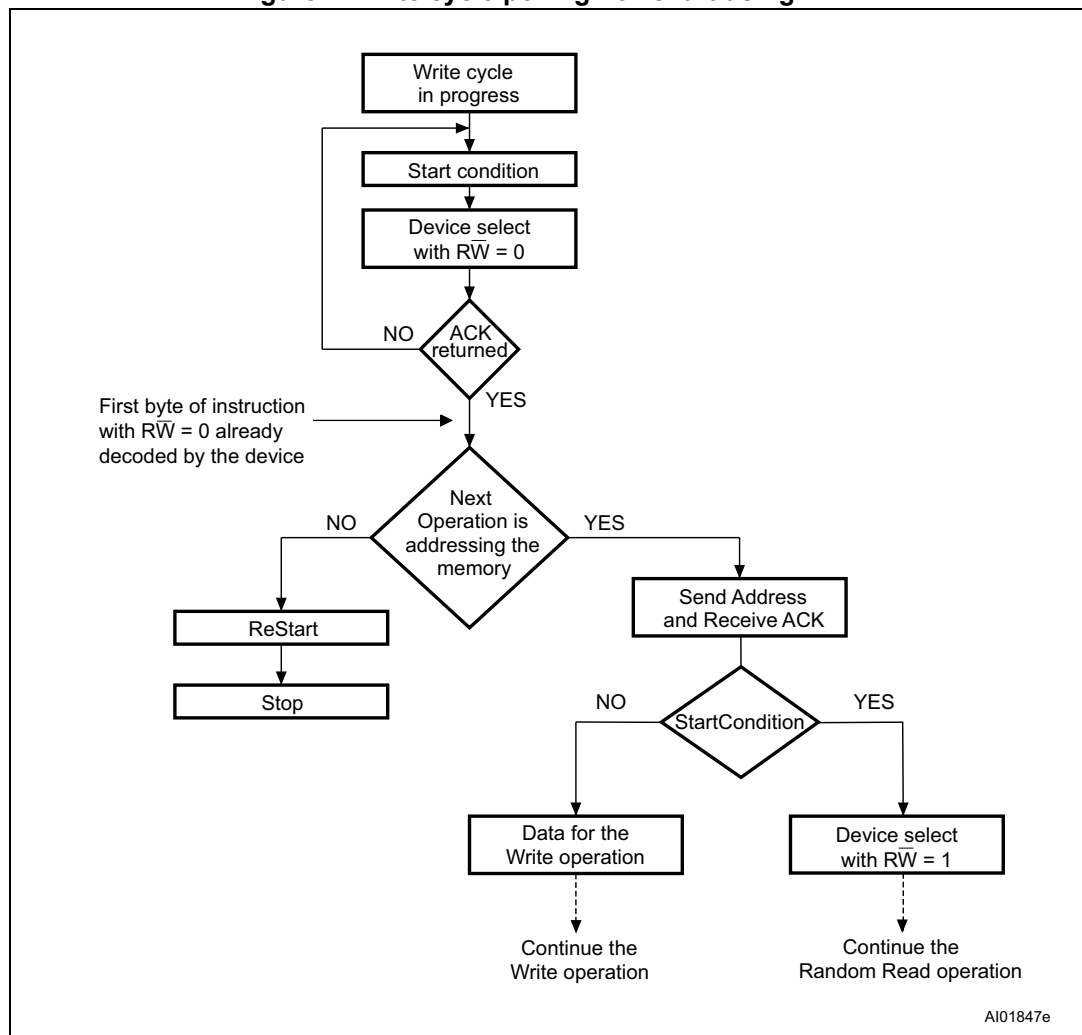 Write cycle
in progress
Start condition
Device select
with RW̅ = 0
ACK
returned
NO
YES
First byte of instruction
with RW̅ = 0 already
decoded by the device
Next
Operation is
addressing the
memory
NO
YES
Send Address
and Receive ACK
ReStart
Stop
StartCondition
NO
YES
Data for the
Write operation
Device select
with RW̅ = 1
Continue the
Write operation
Continue the
Random Read operation
AI01847e